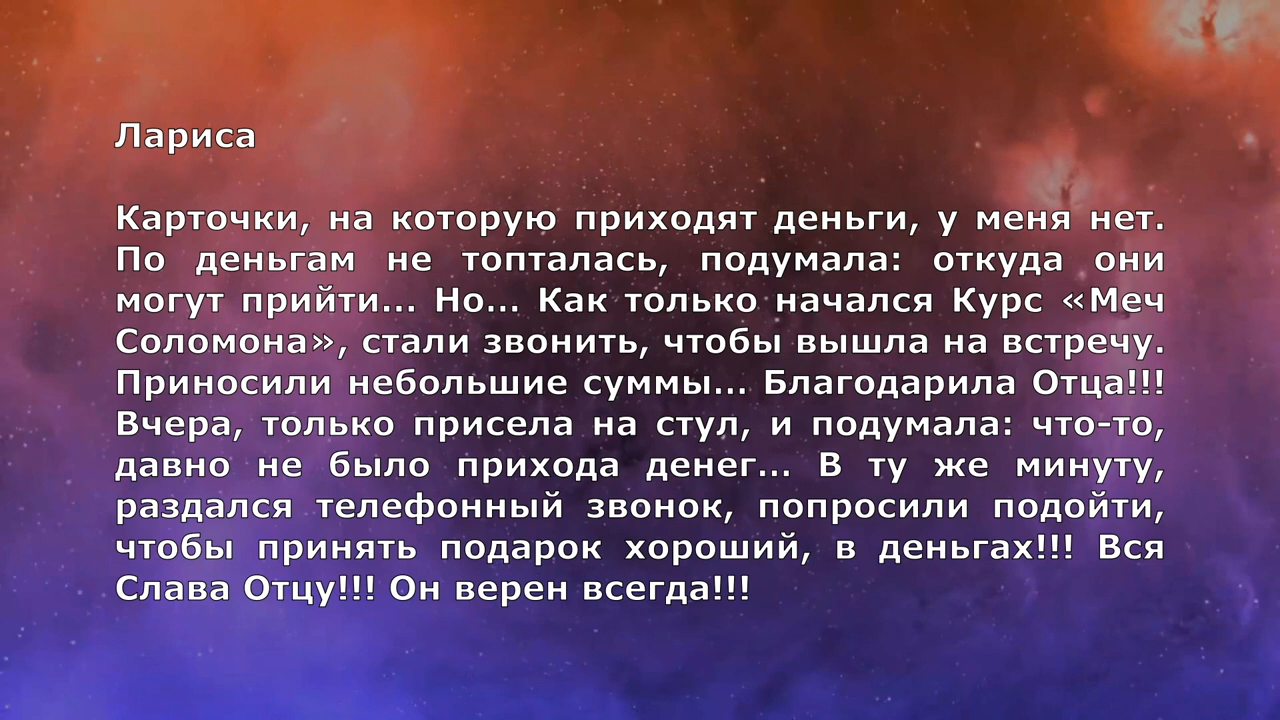 Лариса
Карточки, на которую приходят деньги, у меня нет.
По деньгам не топталась, подумала: откуда они
могут прийти... Но... Как только начался Курс «Меч
Соломона», стали звонить, чтобы вышла на встречу.
Приносили небольшие суммы... Благодарила Отца!!!
Вчера, только присела на стул, и подумала: что-то,
давно не было прихода денег... В ту же минуту,
раздался телефонный звонок, попросили подойти,
чтобы принять подарок хороший, в деньгах!!! Вся
Слава Отцу!!! Он верен всегда!!!